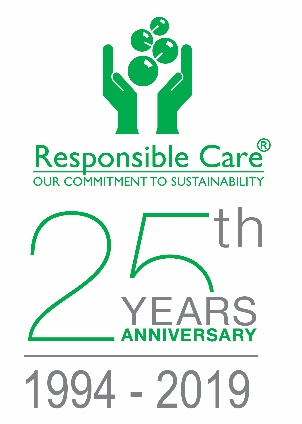 Responsible Care®
OUR COMMITMENT TO SUSTAINABILITY
25th
YEARS
ANNIVERSARY
1994 - 2019